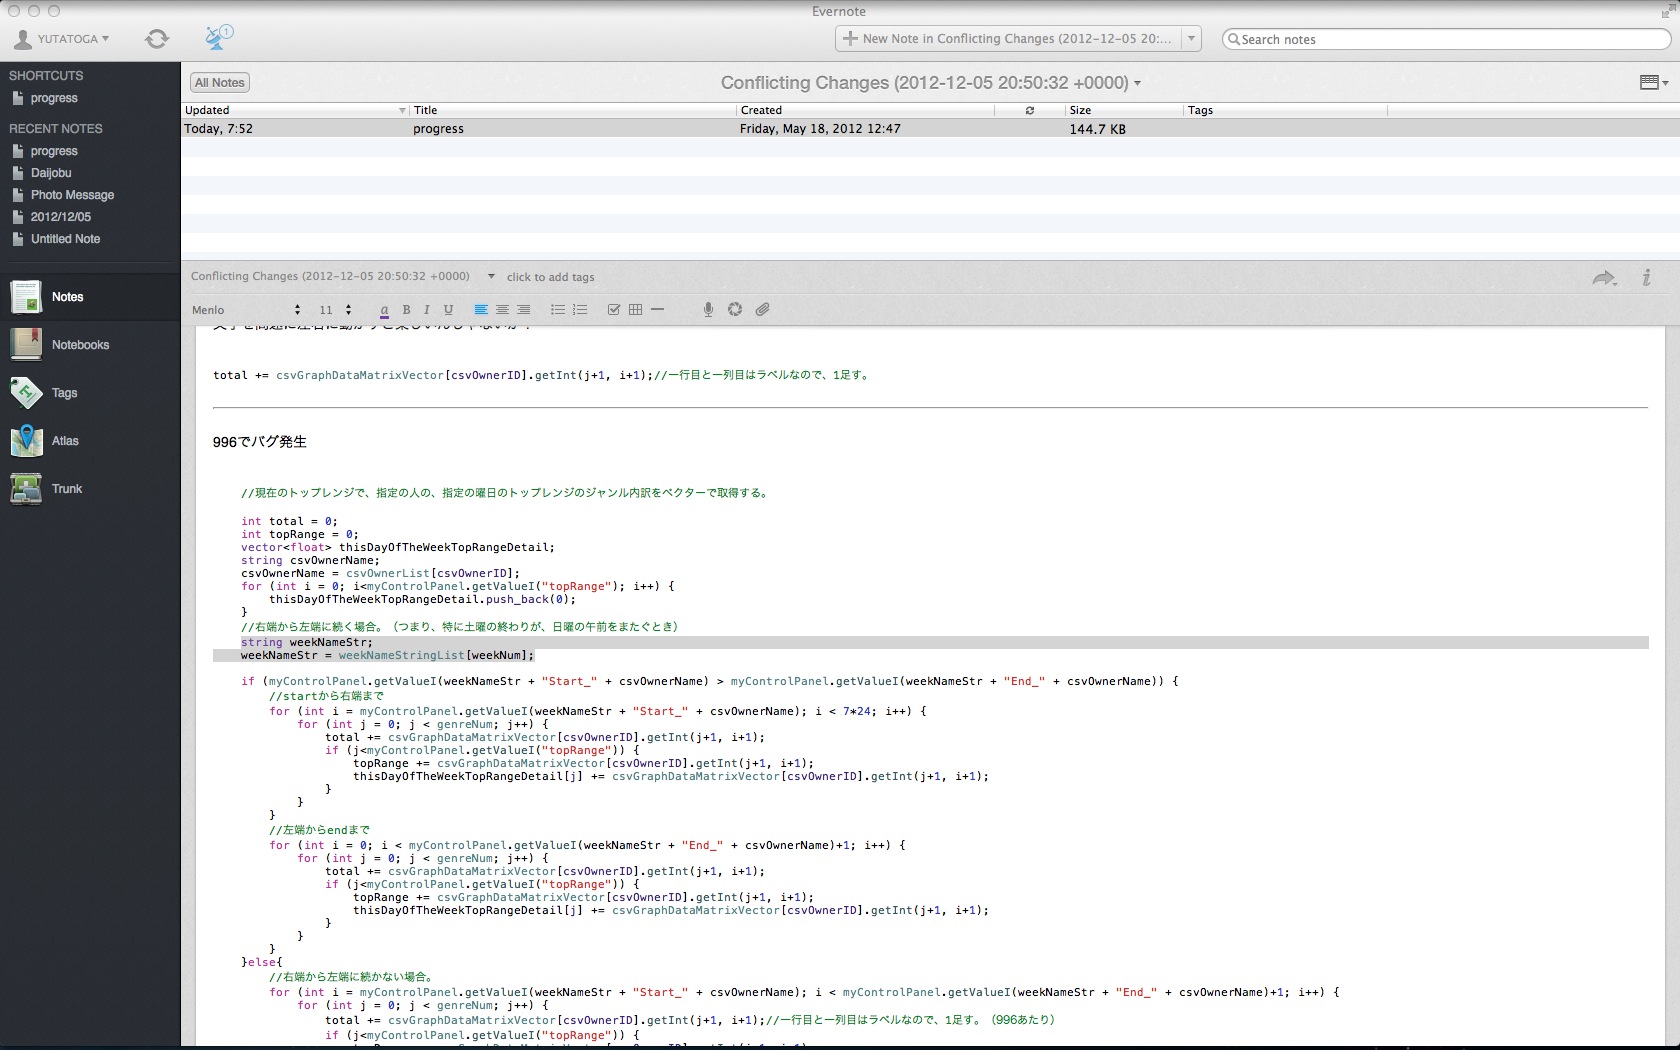 Evernote
YUTATOGA
1
New Note in Conflicting Changes (2012-12-05 20:...
Search notes
SHORTCUTS
progress
RECENT NOTES
progress
Daijobu
Photo Message
2012/12/05
Untitled Note
Notes
Notebooks
Tags
Atlas
Trunk
All Notes
Conflicting Changes (2012-12-05 20:50:32 +0000)
Updated Title Created Size Tags
Today, 7:52 progress Friday, May 18, 2012 12:47 144.7 KB
Conflicting Changes (2012-12-05 20:50:32 +0000) click to add tags
Menlo 11 a B I U
total += csvGraphDataMatrixVector[csvOwnerID].getInt(j+1, i+1);//一行目と一列目はラベルなので、1足す。
996でバグ発生
//現在のトップレンジで、指定の人の、指定の曜日のトップレンジのジャンル内訳をベクターで取得する。
int total = 0;
int topRange = 0;
vector<float> thisDayOfTheWeekTopRangeDetail;
string csvOwnerName;
csvOwnerName = csvOwnerList[csvOwnerID];
for (int i = 0; i<myControlPanel.getValueI("topRange"); i++) {
thisDayOfTheWeekTopRangeDetail.push_back(0);
}
//右端から左端に続く場合。（つまり、特に土曜の終わりが、日曜の午前をまたぐとき）
string weekNameStr;
weekNameStr = weekNameStringList[weekNum];
if (myControlPanel.getValueI(weekNameStr + "Start_" + csvOwnerName) > myControlPanel.getValueI(weekNameStr + "End_" + csvOwnerName)) {
//startから右端まで
for (int i = myControlPanel.getValueI(weekNameStr + "Start_" + csvOwnerName); i < 7*24; i++) {
for (int j = 0; j < genreNum; j++) {
total += csvGraphDataMatrixVector[csvOwnerID].getInt(j+1, i+1);
if (j<myControlPanel.getValueI("topRange")) {
topRange += csvGraphDataMatrixVector[csvOwnerID].getInt(j+1, i+1);
thisDayOfTheWeekTopRangeDetail[j] += csvGraphDataMatrixVector[csvOwnerID].getInt(j+1, i+1);
}
}
}
//左端からendまで
for (int i = 0; i < myControlPanel.getValueI(weekNameStr + "End_" + csvOwnerName)+1; i++) {
for (int j = 0; j < genreNum; j++) {
total += csvGraphDataMatrixVector[csvOwnerID].getInt(j+1, i+1);
if (j<myControlPanel.getValueI("topRange")) {
topRange += csvGraphDataMatrixVector[csvOwnerID].getInt(j+1, i+1);
thisDayOfTheWeekTopRangeDetail[j] += csvGraphDataMatrixVector[csvOwnerID].getInt(j+1, i+1);
}
}
}
}else{
//右端から左端に続かない場合。
for (int i = myControlPanel.getValueI(weekNameStr + "Start_" + csvOwnerName); i < myControlPanel.getValueI(weekNameStr + "End_" + csvOwnerName)+1; i++) {
for (int j = 0; j < genreNum; j++) {
total += csvGraphDataMatrixVector[csvOwnerID].getInt(j+1, i+1);//一行目と一列目はラベルなので、1足す。（996あたり）
if (j<myControlPanel.getValueI("topRange")) {